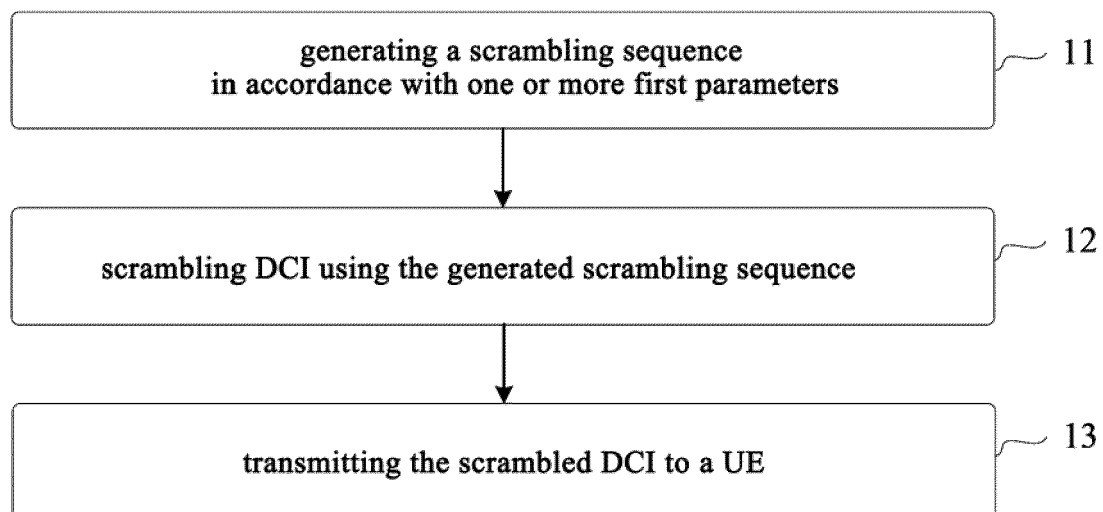 generating a scrambling sequence
in accordance with one or more first parameters
11
scrambling DCI using the generated scrambling sequence
12
transmitting the scrambled DCI to a UE
13